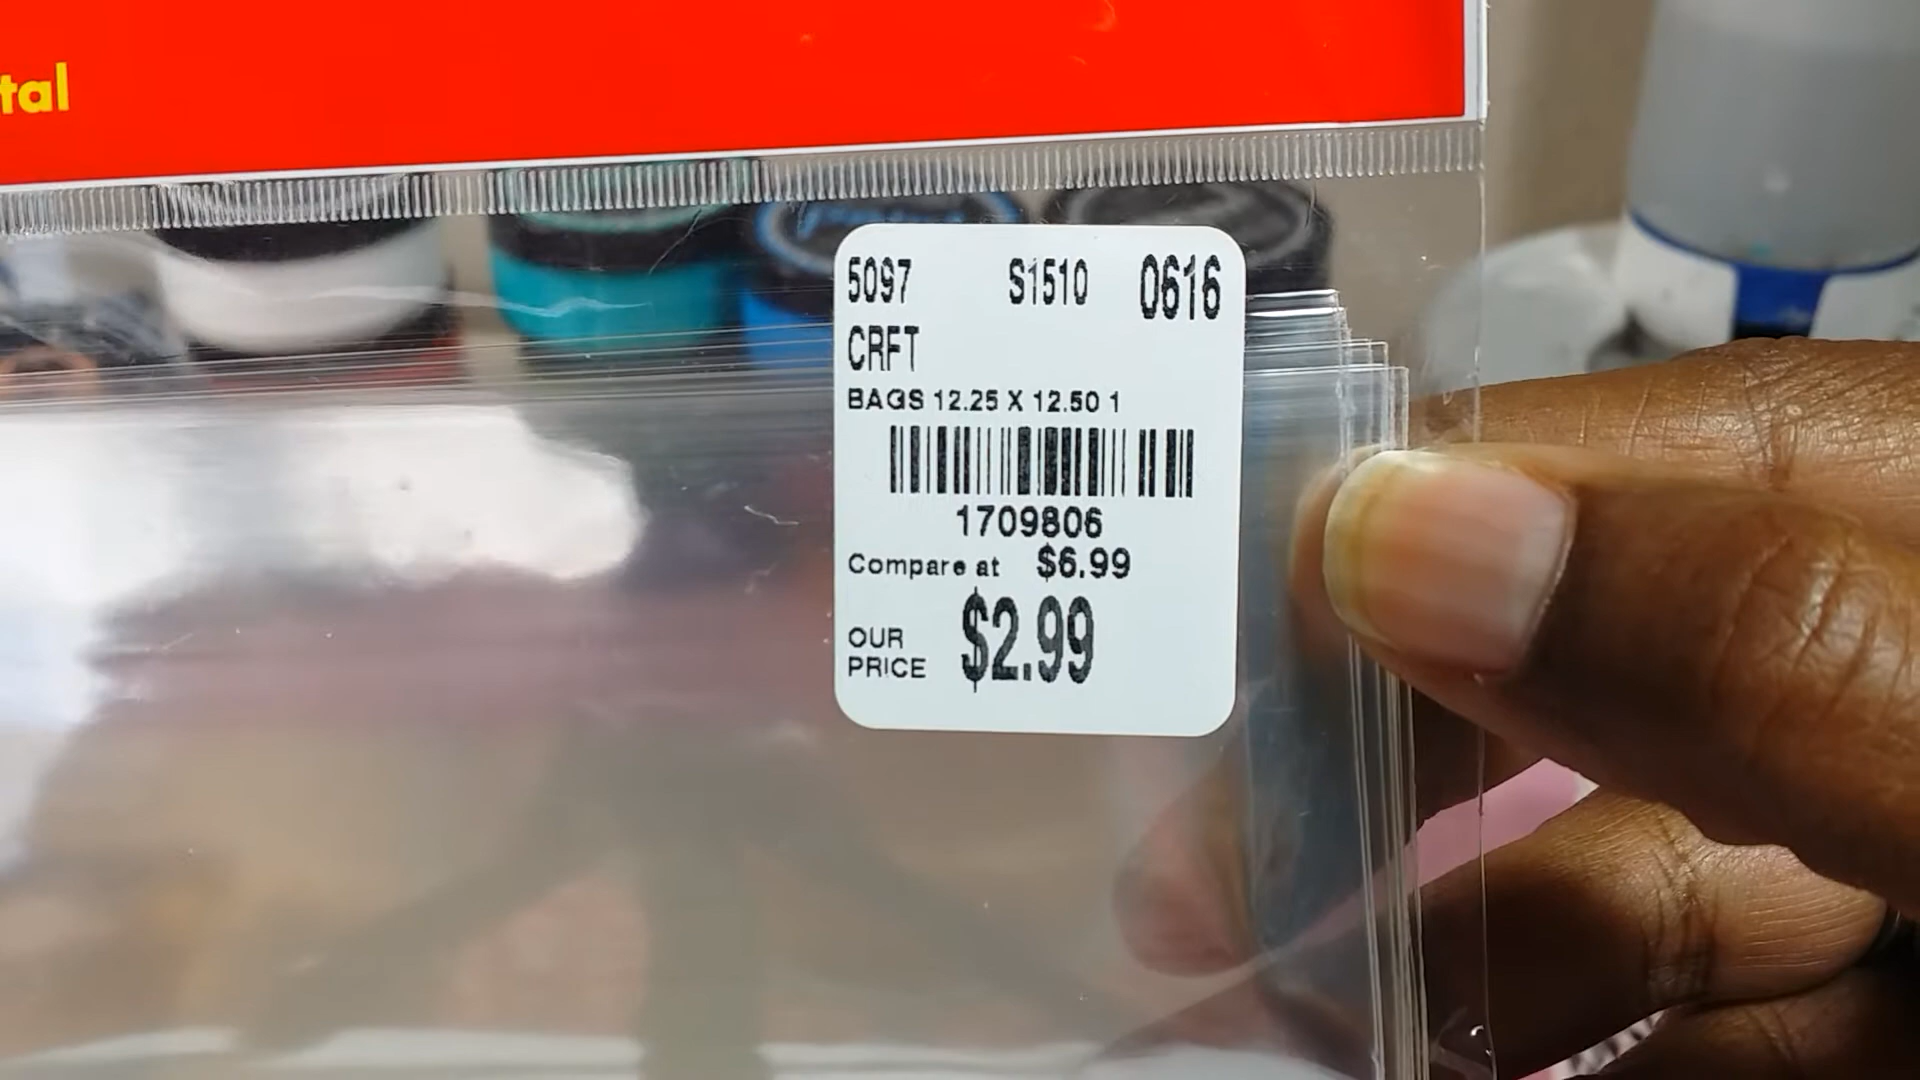 tal
5097 S1510 0616
CRFT
BAGS 12.25 X 12.50 1
1709806
Compare at $6.99
OUR PRICE $2.99